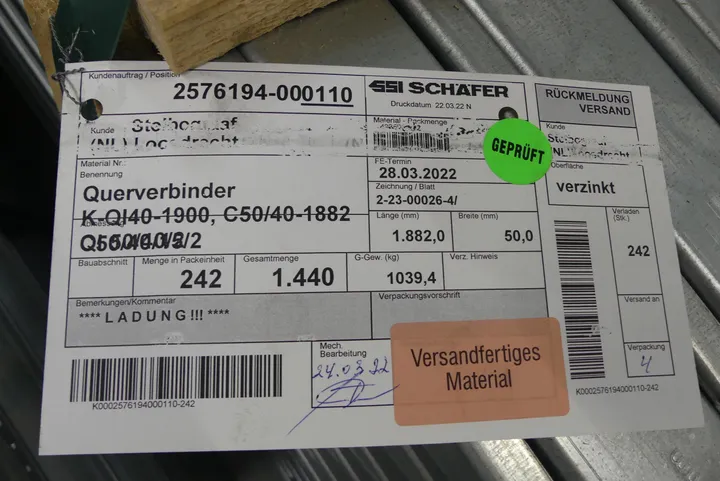 Kundenauftrag / Position
2576194-000110
SSI SCHÄFER
Druckdatum 22.03.22 N
RÜCKMELDUNG
VERSAND
Kunde
(NL) Loosdrecht
Material - Packmenge
GEPRÜFT
Kunde
Material Nr.:
Benennung
Querverbinder
K-QI40-1900, C50/40-1882
FE-Termin
28.03.2022
Zeichnung / Blatt
2-23-00026-4/
Oberfläche
verzinkt
Länge (mm)
1.882,0
Breite (mm)
50,0
Verladen
(Stk.)
242
Bauabschnitt
Menge in Packeinheit
242
Gesamtmenge
1.440
G-Gew. (kg)
1039,4
Verz. Hinweis
Bemerkungen/Kommentar
**** L A D U N G !!! ****
Verpackungsvorschrift
Versand an
Mech.
Bearbeitung
24.03.22
Versandfertiges
Material
Verpackung
4
K0002576194000110-242
K0002576194000110-242